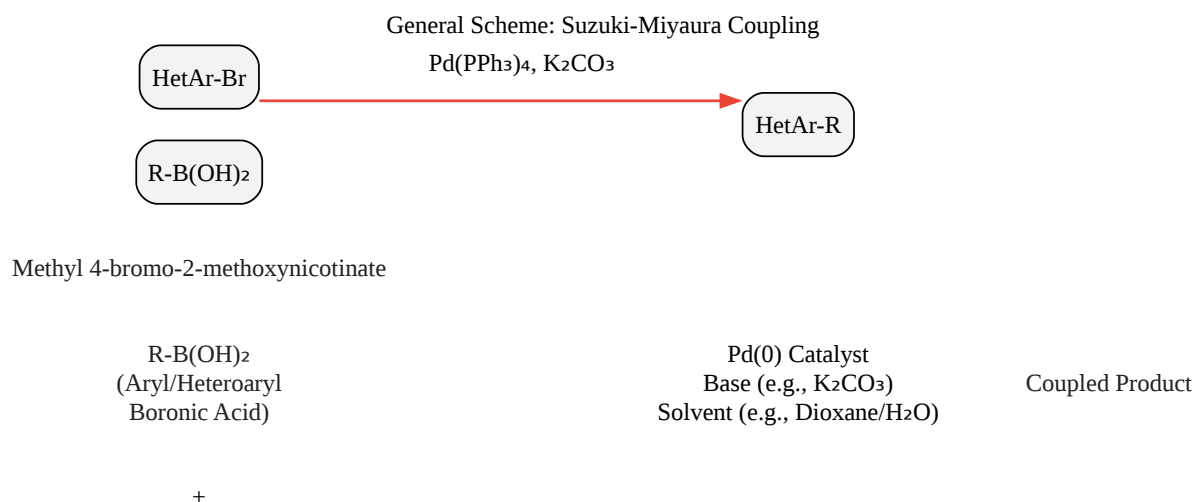 General Scheme: Suzuki-Miyaura Coupling
Pd(PPh₃)₄, K₂CO₃
HetAr-Br
HetAr-R
R-B(OH)₂
Methyl 4-bromo-2-methoxynicotinate
R-B(OH)₂
(Aryl/Heteroaryl
Boronic Acid)
Pd(0) Catalyst
Base (e.g., K₂CO₃)
Solvent (e.g., Dioxane/H₂O)
Coupled Product
+